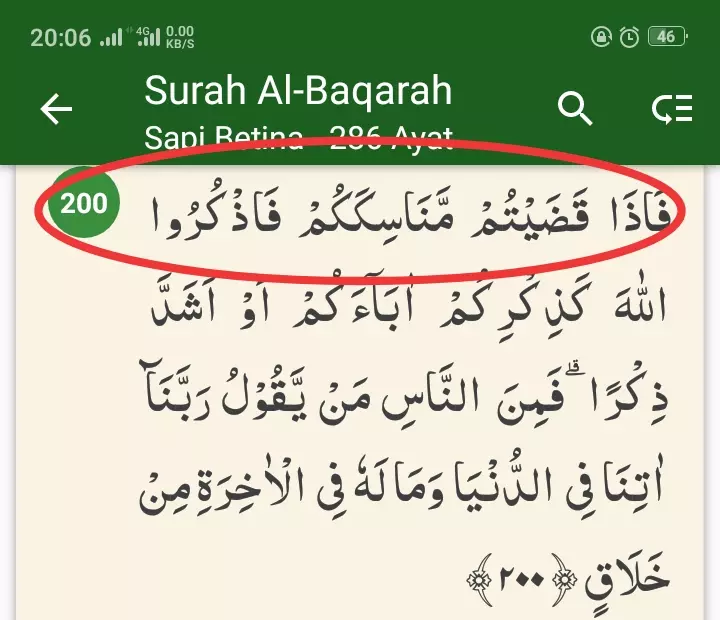 20:06 4G 0.00 KB/S 46
Surah Al-Baqarah
Sapi Betina - 286 Ayat
200
فَاِذَا قَضَيْتُمْ مَّنَاسِكَكُمْ فَاذْكُرُوا
اللّٰهَ كَذِكْرِكُمْ اٰبَاۤءَكُمْ اَوْ اَشَدَّ
ذِكْرًا ۗ فَمِنَ النَّاسِ مَنْ يَّقُوْلُ رَبَّنَآ
اٰتِنَا فِى الدُّنْيَا وَمَا لَهٗ فِى الْاٰخِرَةِ مِنْ
خَلَاقٍ ﴿٢٠٠﴾